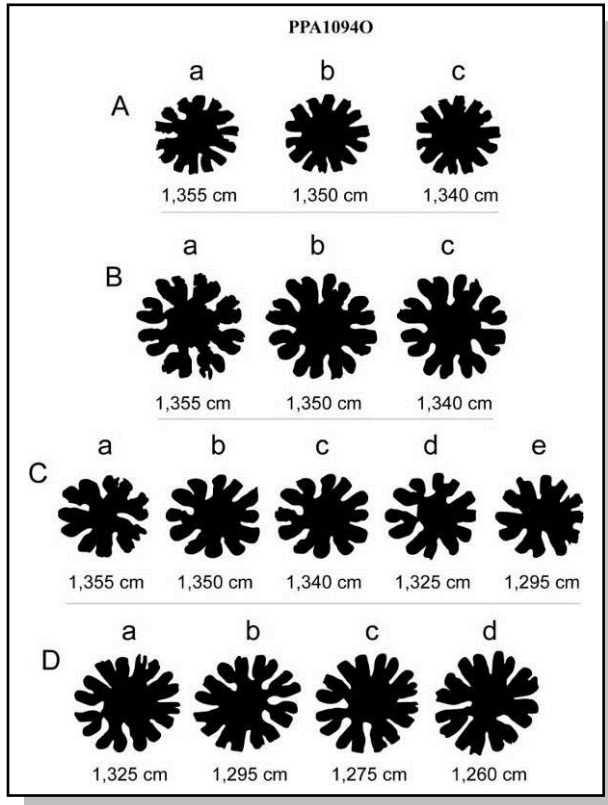 PPA1094O
a b c
A
1,355 cm 1,350 cm 1,340 cm
a b c
B
1,355 cm 1,350 cm 1,340 cm
a b c d e
C
1,355 cm 1,350 cm 1,340 cm 1,325 cm 1,295 cm
a b c d
D
1,325 cm 1,295 cm 1,275 cm 1,260 cm